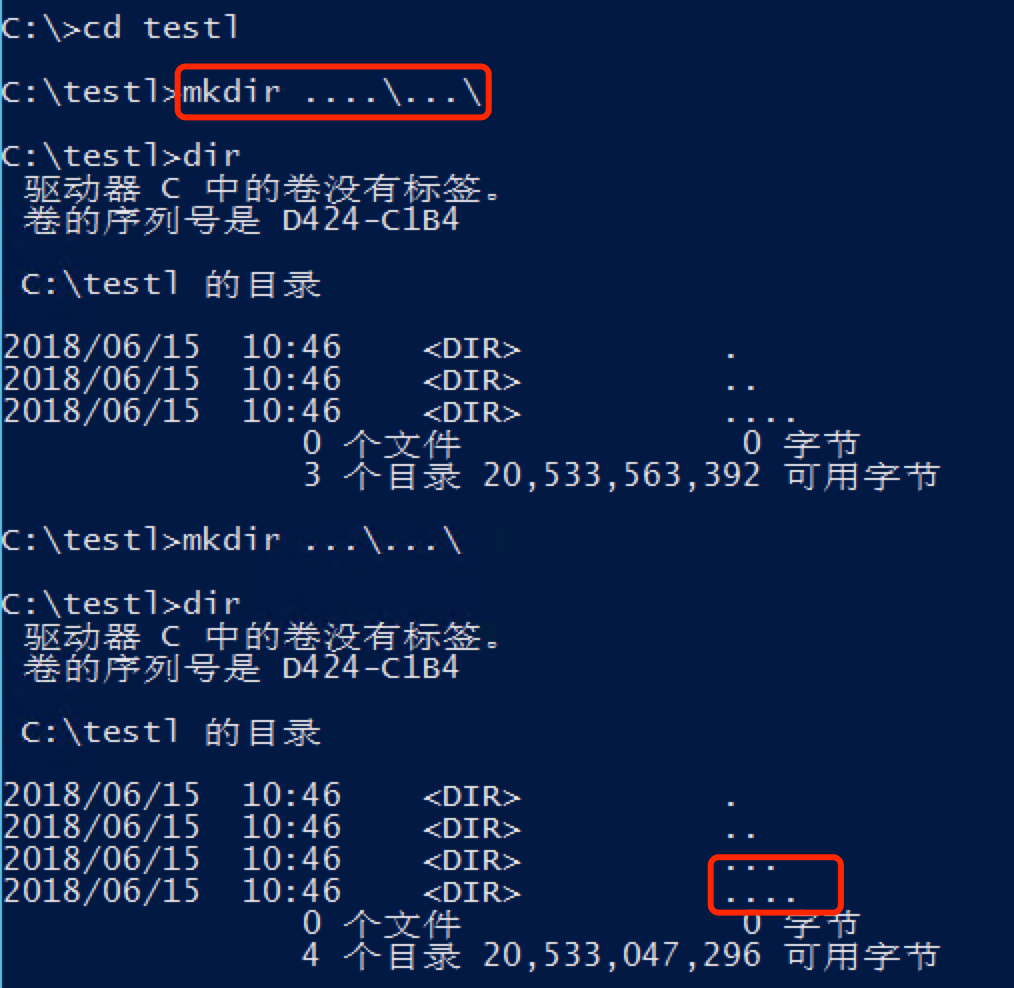 C:\>cd testl
C:\testl>mkdir ....\...\
C:\testl>dir
驱动器 C 中的卷没有标签。
卷的序列号是 D424-C1B4
C:\testl 的目录
2018/06/15  10:46    <DIR>          .
2018/06/15  10:46    <DIR>          ..
2018/06/15  10:46    <DIR>          ....
0 个文件              0 字节
3 个目录 20,533,563,392 可用字节
C:\testl>mkdir ...\...\
C:\testl>dir
驱动器 C 中的卷没有标签。
卷的序列号是 D424-C1B4
C:\testl 的目录
2018/06/15  10:46    <DIR>          .
2018/06/15  10:46    <DIR>          ..
2018/06/15  10:46    <DIR>          ...
2018/06/15  10:46    <DIR>          ....
0 个文件              0 字节
4 个目录 20,533,047,296 可用字节